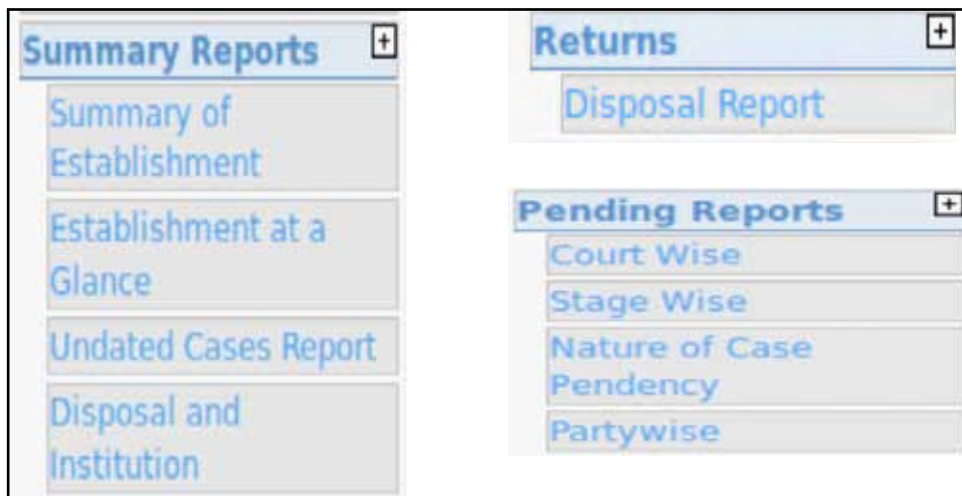 Summary Reports +
Summary of
Establishment
Establishment at a
Glance
Undated Cases Report
Disposal and
Institution
Returns +
Disposal Report
Pending Reports +
Court Wise
Stage Wise
Nature of Case
Pendency
Partywise